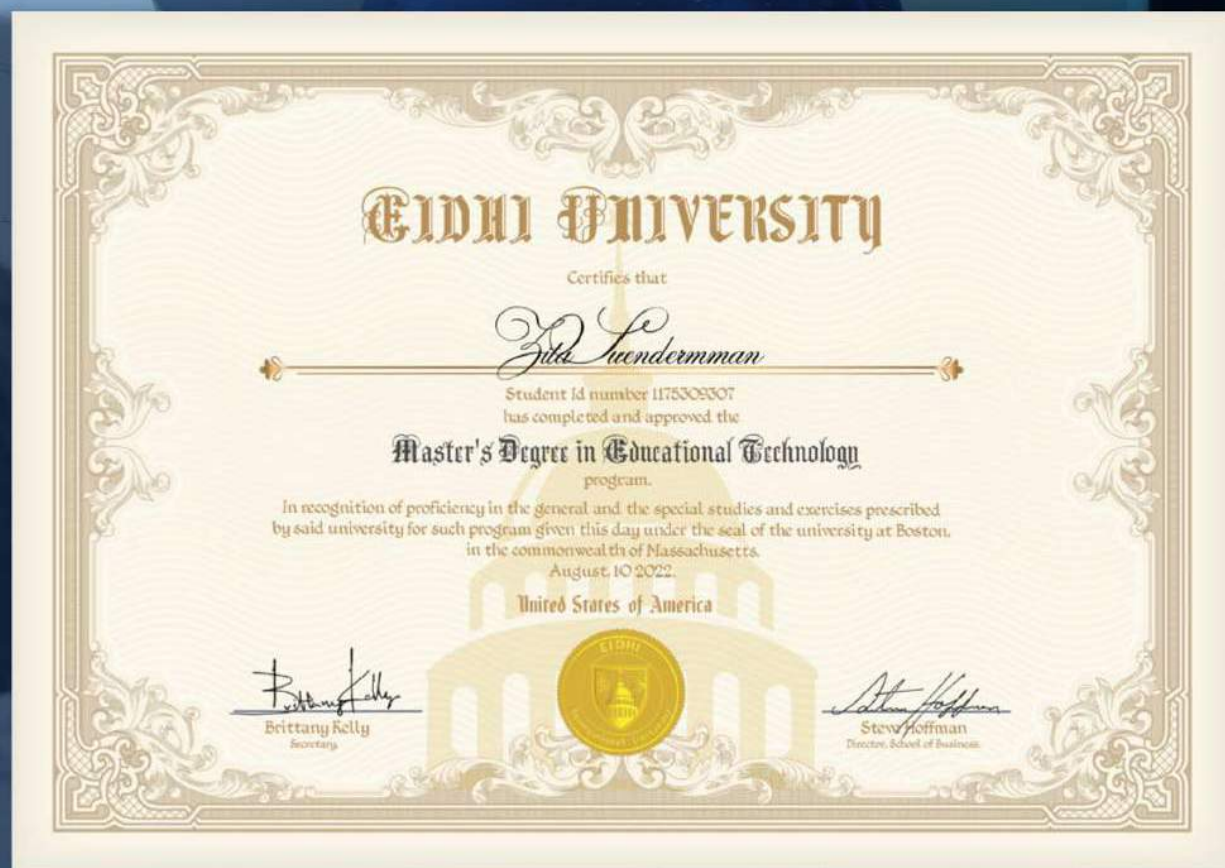 EIDHI UNIVERSITY
Certifies that
Zita Suendermman
Student Id number 1175309307
has completed and approved the
Master's Degree in Educational Technology
program.
In recognition of proficiency in the general and the special studies and exercises prescribed
by said university for such program given this day under the seal of the university at Boston,
in the commonwealth of Massachusetts.
August, 10 2022.
United States of America
EIDHI
Brittany Kelly
Secretary
Steve Hoffman
Director, School of Business